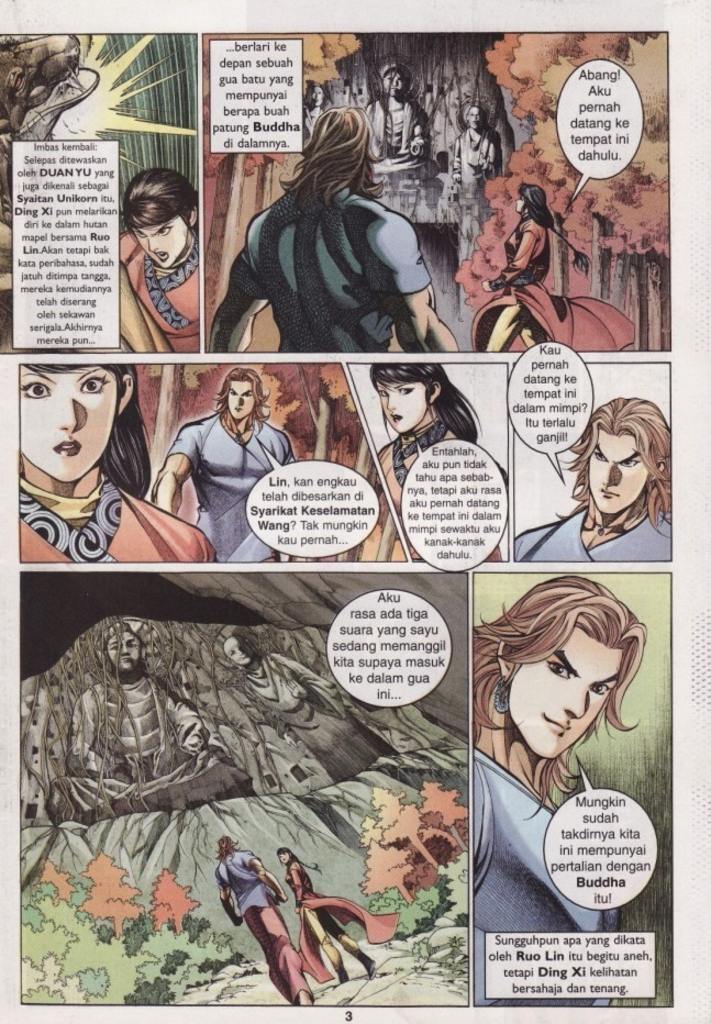 Imbas kembali:
Selepas ditewaskan
oleh DUAN YU yang
juga dikenali sebagai
Syaitan Unikorn itu,
Ding Xi pun melarikan
diri ke dalam hutan
mapel bersama Ruo
Lin.Akan tetapi bak
kata peribahasa, sudah
jatuh ditimpa tangga,
mereka kemudiannya
telah diserang
oleh sekawan
serigala.Akhirnya
mereka pun...
...berlari ke
depan sebuah
gua batu yang
mempunyai
berapa buah
patung Buddha
di dalamnya.
Abang!
Aku
pernah
datang ke
tempat ini
dahulu.
Lin, kan engkau
telah dibesarkan di
Syarikat Keselamatan
Wang? Tak mungkin
kau pernah...
Entahlah,
aku pun tidak
tahu apa sebab-
nya, tetapi aku rasa
aku pernah datang
ke tempat ini dalam
mimpi sewaktu aku
kanak-kanak
dahulu.
Kau
pernah
datang ke
tempat ini
dalam mimpi?
Itu terlalu
ganjil!
Aku
rasa ada tiga
suara yang sayu
sedang memanggil
kita supaya masuk
ke dalam gua
ini...
Mungkin
sudah
takdirnya kita
ini mempunyai
pertalian dengan
Buddha
itu!
Sungguhpun apa yang dikata
oleh Ruo Lin itu begitu aneh,
tetapi Ding Xi kelihatan
bersahaja dan tenang.
3